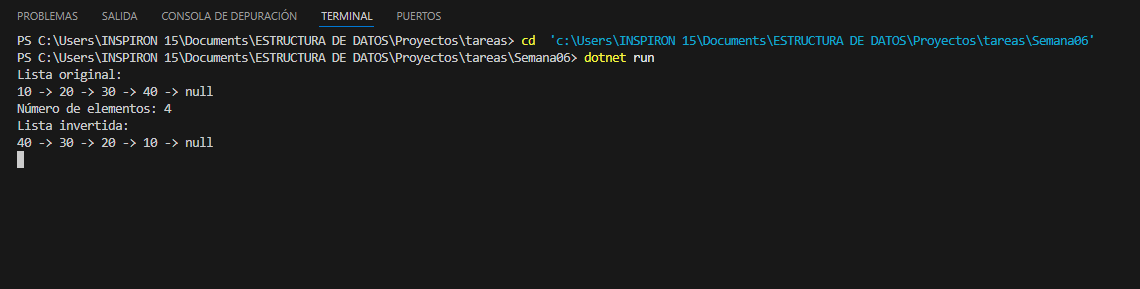 PROBLEMAS SALIDA CONSOLA DE DEPURACIÓN TERMINAL PUERTOS
PS C:\Users\INSPIRON 15\Documents\ESTRUCTURA DE DATOS\Proyectos\tareas> cd  'c:\Users\INSPIRON 15\Documents\ESTRUCTURA DE DATOS\Proyectos\tareas\Semana06'
PS C:\Users\INSPIRON 15\Documents\ESTRUCTURA DE DATOS\Proyectos\tareas\Semana06> dotnet run
Lista original:
10 -> 20 -> 30 -> 40 -> null
Número de elementos: 4
Lista invertida:
40 -> 30 -> 20 -> 10 -> null